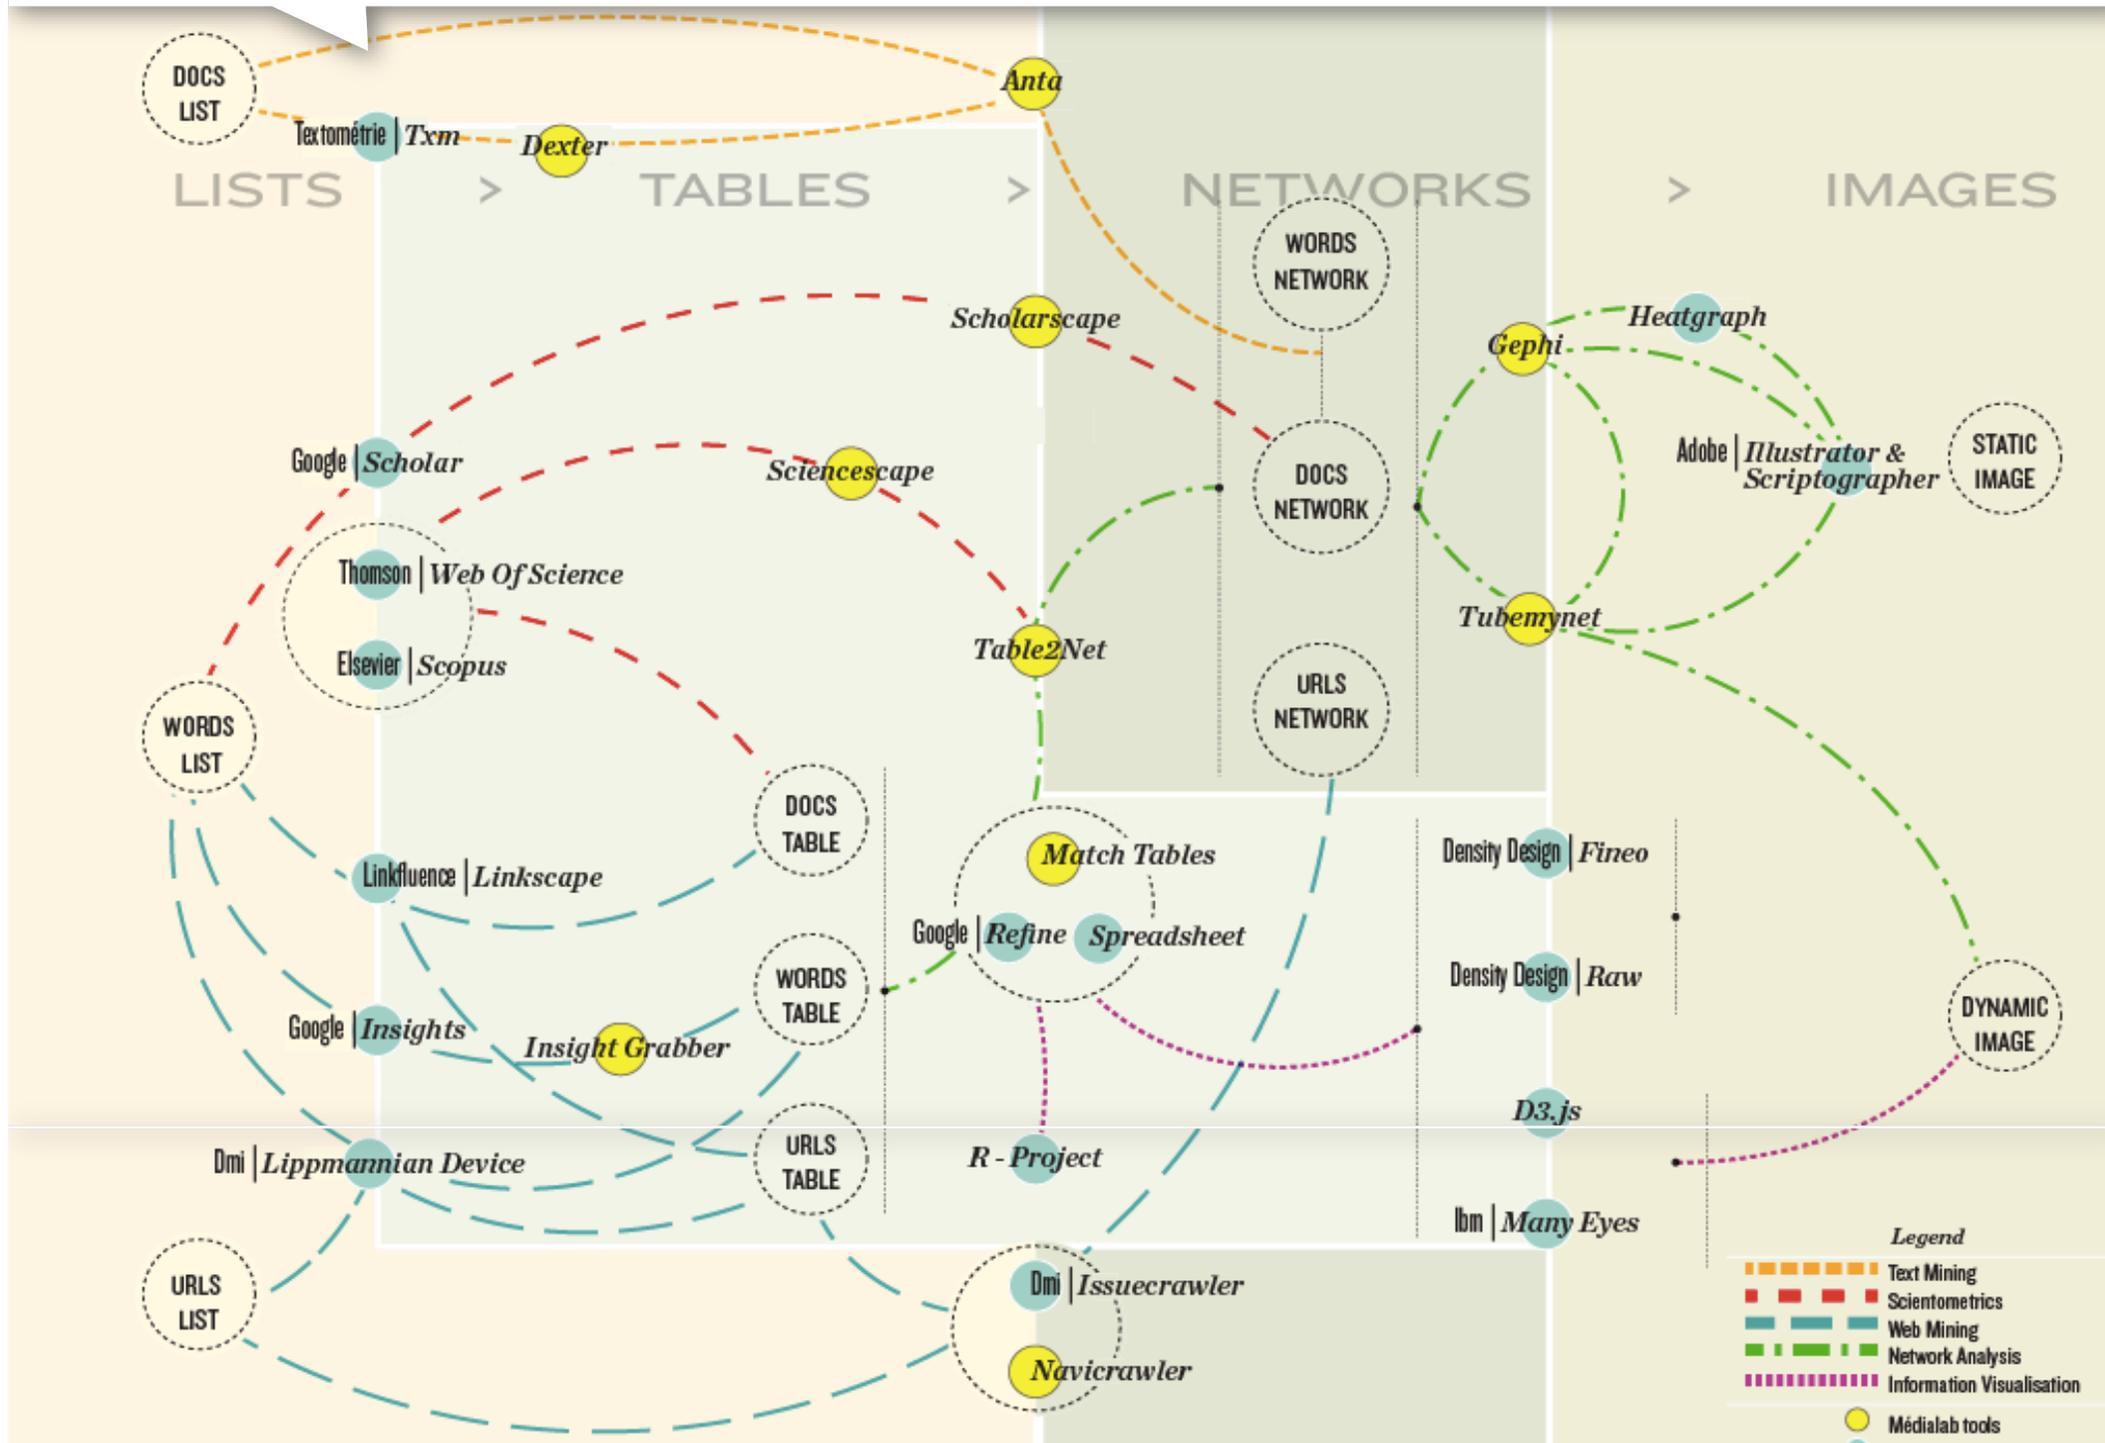 DOCS
LIST
Anta
Textométrie | Txm
Dexter
LISTS > TABLES > NETWORKS > IMAGES
WORDS
NETWORK
Scholarscape
Heatgraph
Gephi
Google | Scholar
Sciencescape
DOCS
NETWORK
Adobe | Illustrator &
Scriptographer
STATIC
IMAGE
Thomson | Web Of Science
Elsevier | Scopus
Table2Net
Tubemynet
URLS
NETWORK
WORDS
LIST
DOCS
TABLE
Match Tables
Density Design | Fineo
Linkfluence | Linkscape
Google | Refine
Spreadsheet
WORDS
TABLE
Density Design | Raw
DYNAMIC
IMAGE
Google | Insights
Insight Grabber
D3.js
Dmi | Lippmannian Device
URLS
TABLE
R-Project
Ibm | Many Eyes
URLS
LIST
Dmi | Issuecrawler
Navicrawler
Legend
Text Mining
Scientometrics
Web Mining
Network Analysis
Information Visualisation
Médialab tools